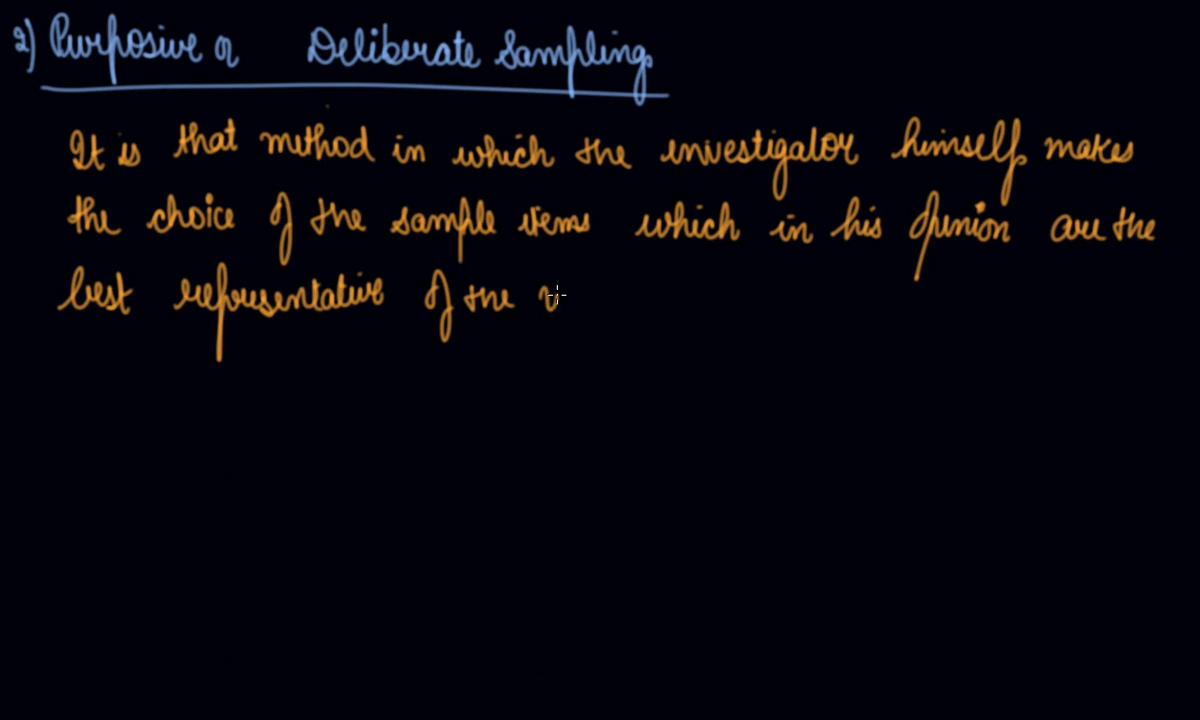 2) Purposive or Deliberate Sampling
It is that method in which the investigator himself makes
the choice of the sample items which in his opinion are the
best representative of the